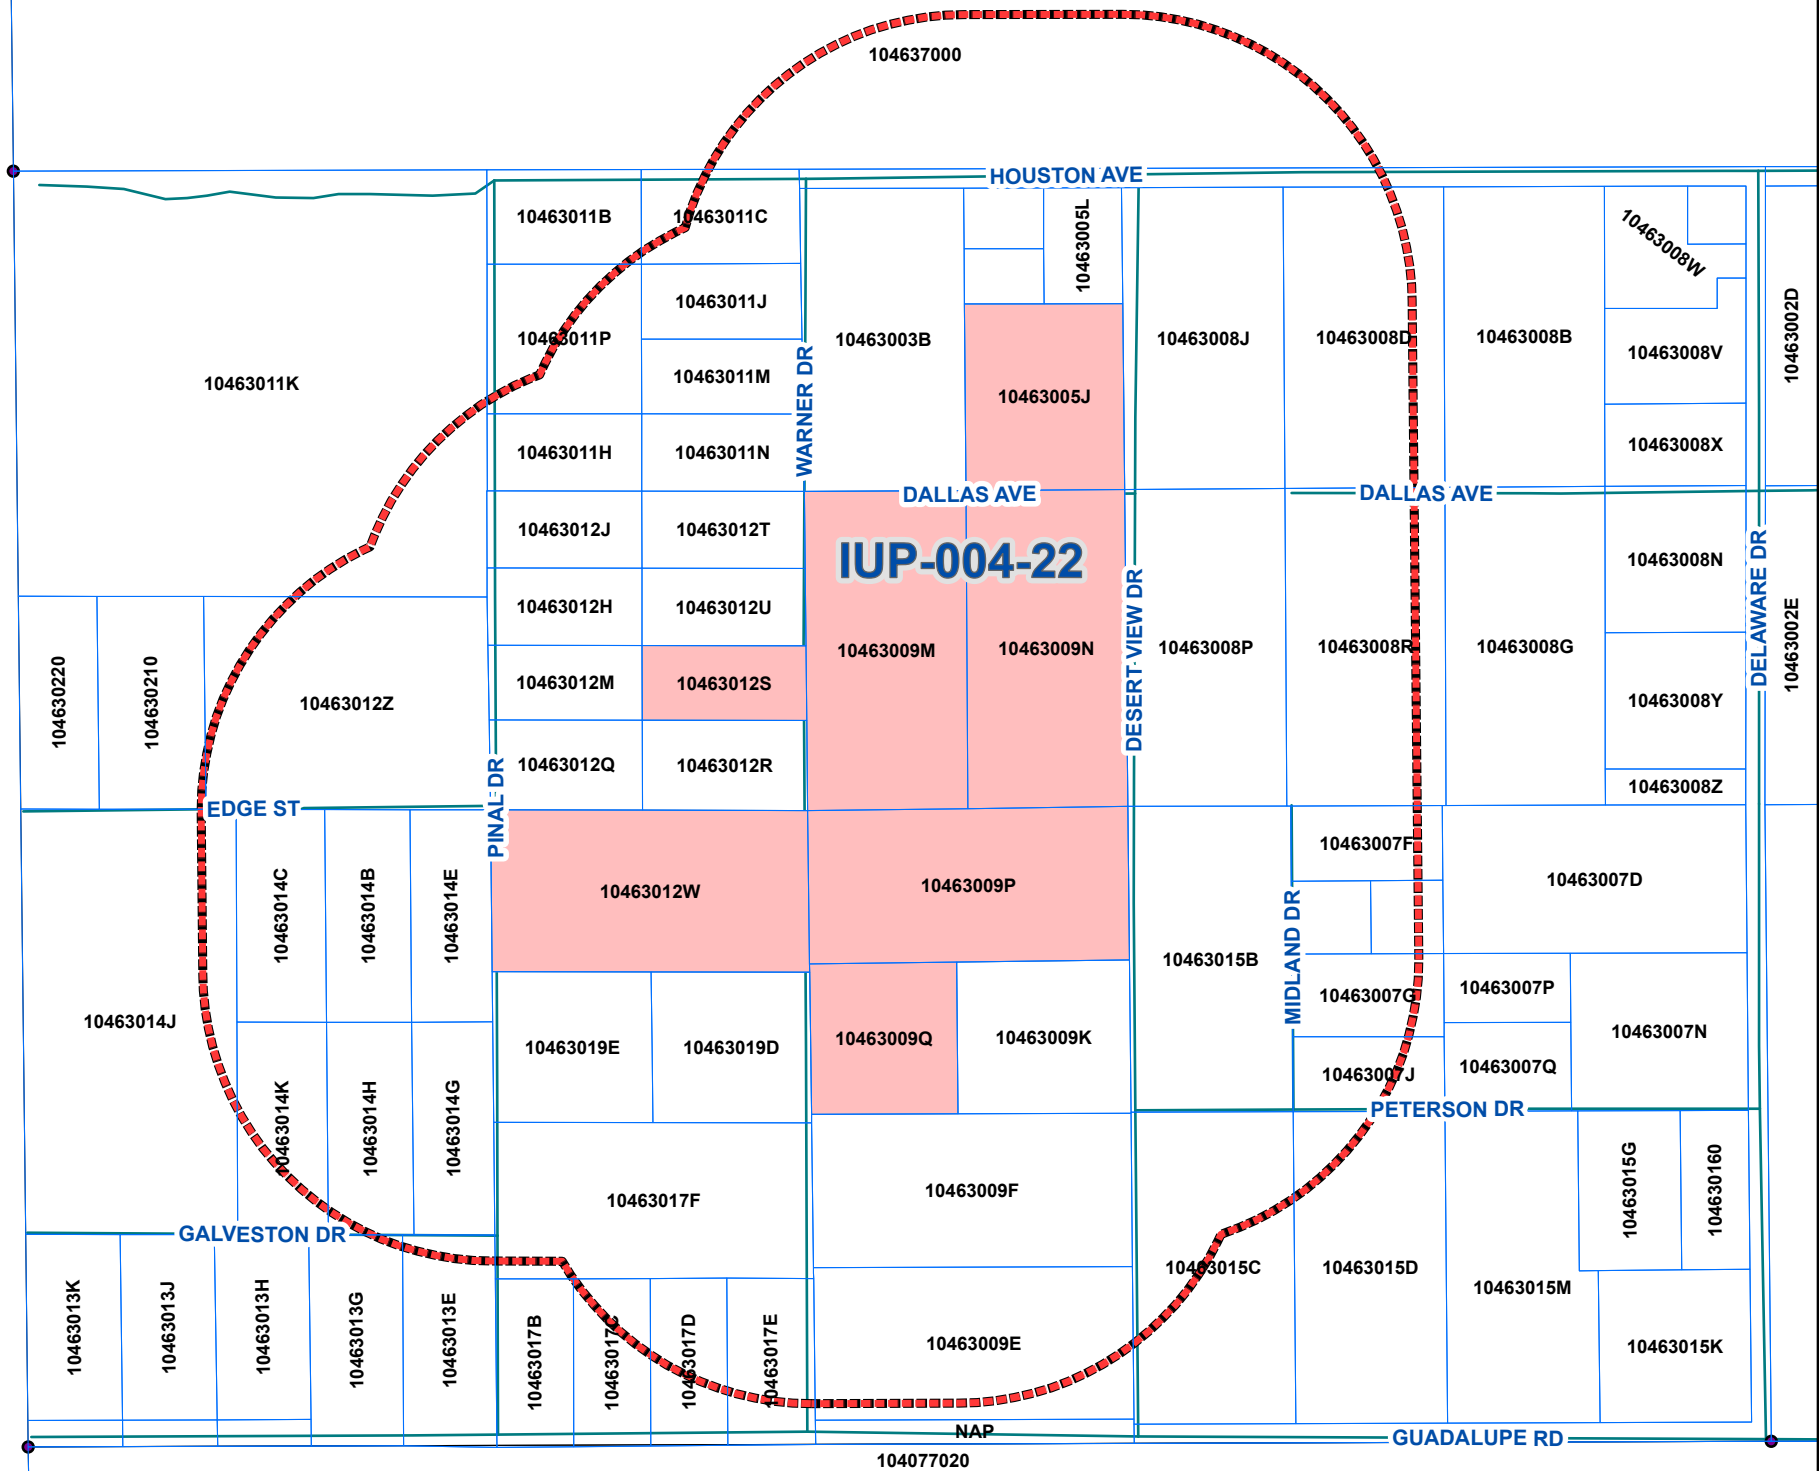 104637000
HOUSTON AVE
10463011B
10463011C
10463005L
10463008W
10463002D
10463011J
10463011P
10463003B
10463008J
10463008D
10463008B
10463008V
10463011K
10463011M
WARNER DR
10463005J
10463008X
10463011H
10463011N
DALLAS AVE
DALLAS AVE
10463012J
10463012T
IUP-004-22
10463008N
DELAWARE DR
10463002E
10463012H
10463012U
DESERT VIEW DR
10463009M
10463009N
10463008P
10463008R
10463008G
10463012M
10463012S
10463008Y
104630220
104630210
10463012Z
10463012Q
10463012R
10463008Z
EDGE ST
PINAL DR
10463007F
10463012W
10463009P
10463007D
10463014C
10463014B
10463014E
MIDLAND DR
10463015B
10463007G
10463007P
10463014J
10463019E
10463019D
10463009Q
10463009K
10463007N
10463007J
10463007Q
PETERSON DR
10463014K
10463014H
10463014G
10463017F
10463009F
10463015G
104630160
GALVESTON DR
10463015C
10463015D
10463015M
10463013K
10463013J
10463013H
10463013G
10463013E
10463017B
10463017D
10463017E
10463009E
10463015K
NAP
GUADALUPE RD
104077020